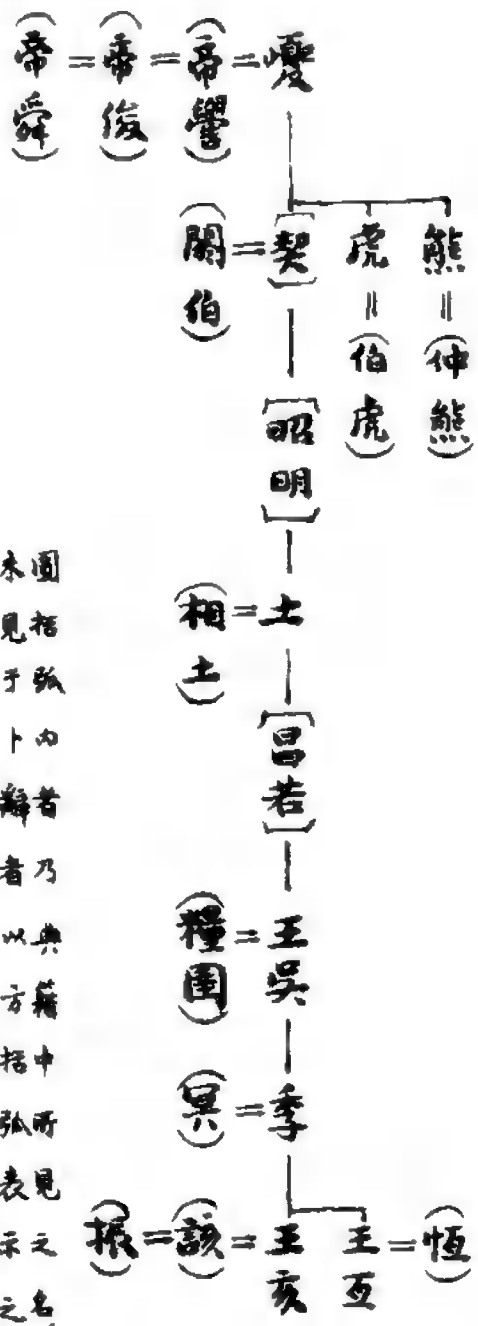 夒=(帝嚳)=(帝俊)=(帝舜)
熊=(仲熊)
虎=(伯虎)
[契]=(閼伯)
[昭明]
土=(相土)
[昌若]
王吳=(糧圉)
季=(冥)
王亙=(恆)
王亥=(該)=(振)
圓括弧內者乃典籍中所見之名
未見于卜辭者以方括弧表示之